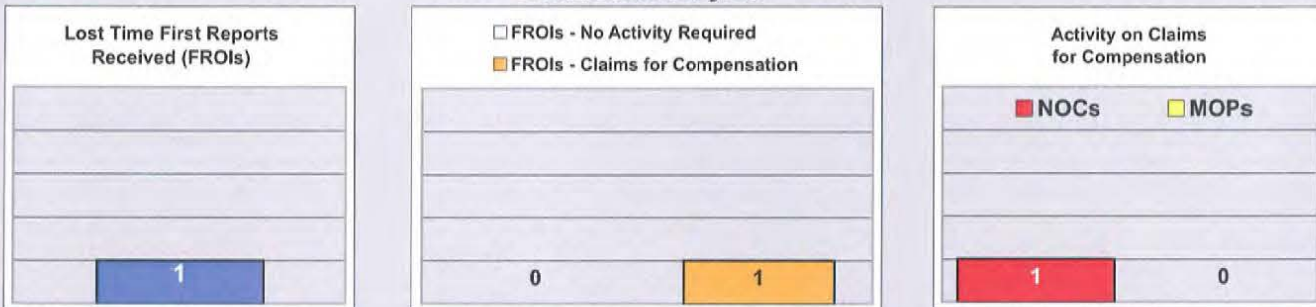 Lost Time First Reports
Received (FROIs)
1
FROIs - No Activity Required
FROIs - Claims for Compensation
0 1
Activity on Claims
for Compensation
NOCs MOPs
1 0